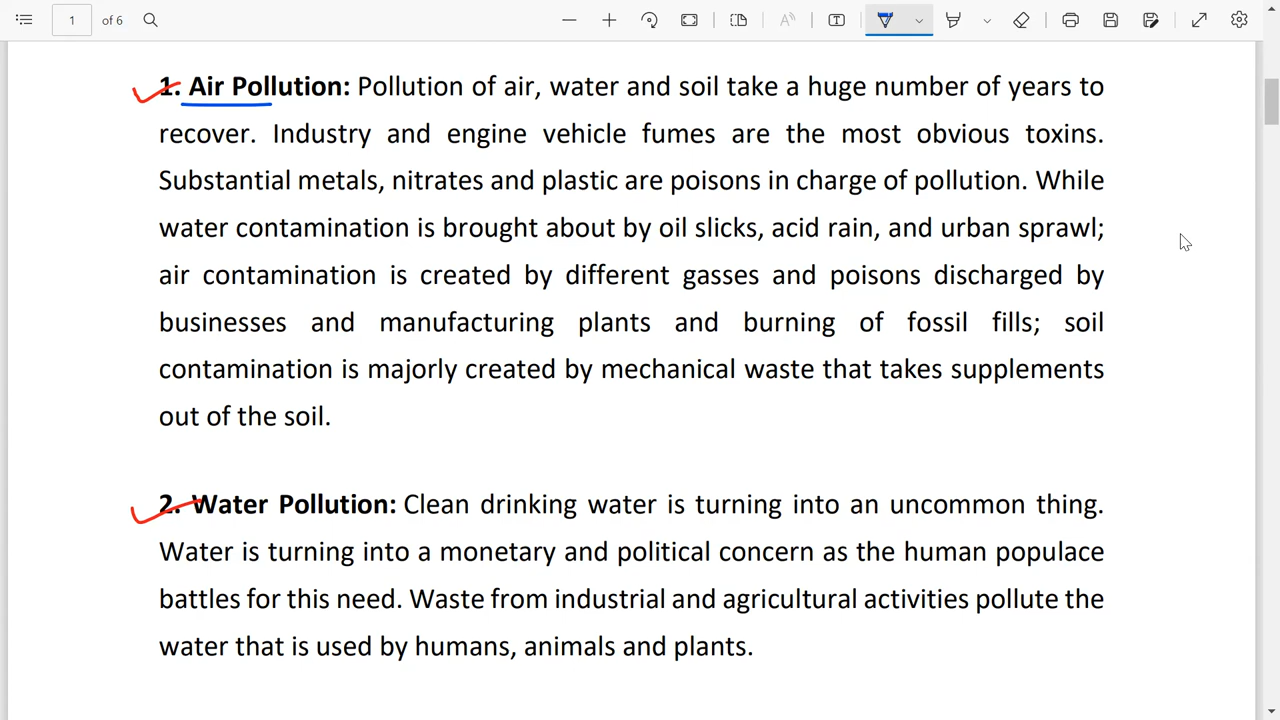 1 of 6
1. Air Pollution: Pollution of air, water and soil take a huge number of years to
recover. Industry and engine vehicle fumes are the most obvious toxins.
Substantial metals, nitrates and plastic are poisons in charge of pollution. While
water contamination is brought about by oil slicks, acid rain, and urban sprawl;
air contamination is created by different gasses and poisons discharged by
businesses and manufacturing plants and burning of fossil fills; soil
contamination is majorly created by mechanical waste that takes supplements
out of the soil.
2. Water Pollution: Clean drinking water is turning into an uncommon thing.
Water is turning into a monetary and political concern as the human populace
battles for this need. Waste from industrial and agricultural activities pollute the
water that is used by humans, animals and plants.